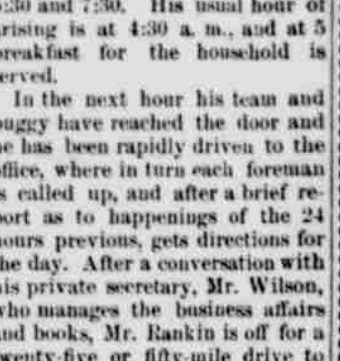 5:30 and 7:30. His usual hour of
arising is at 4:30 a. m., and at 5
breakfast for the household is
served.
In the next hour his team and
buggy have reached the door and
he has been rapidly driven to the
office, where in turn each foreman
is called up, and after a brief re-
port as to happenings of the 24
hours previous, gets directions for
the day. After a conversation with
his private secretary, Mr. Wilson,
who manages the business affairs
and books, Mr. Rankin is off for a
twenty-five or fifty-mile drive to